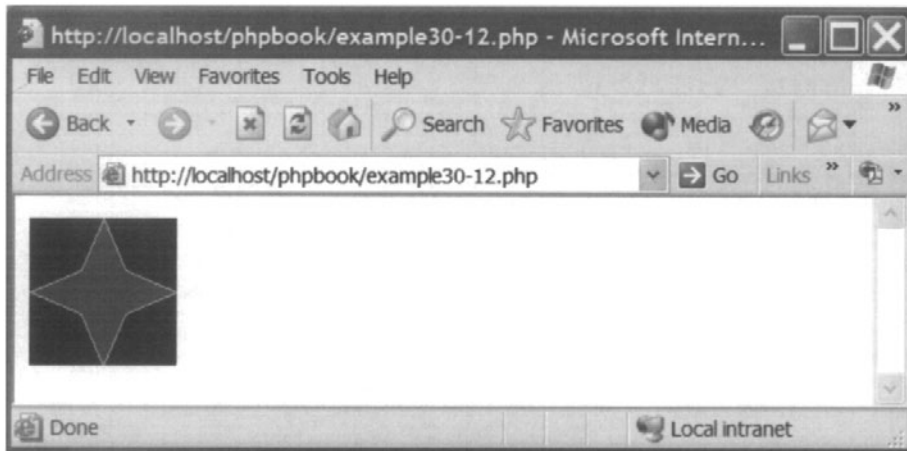 http://localhost/phpbook/example30-12.php - Microsoft Intern...
File Edit View Favorites Tools Help
Back Search Favorites Media »
Address http://localhost/phpbook/example30-12.php Go Links »
Done Local intranet